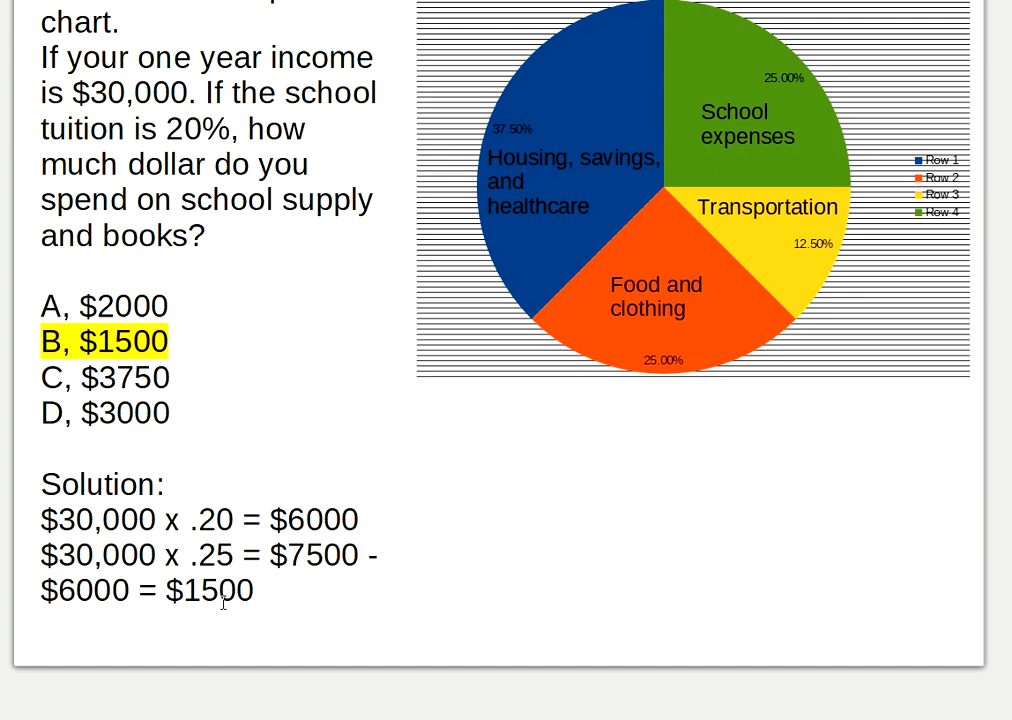 chart.
If your one year income
is $30,000. If the school
tuition is 20%, how
much dollar do you
spend on school supply
and books?
A, $2000
B, $1500
C, $3750
D, $3000
Solution:
$30,000 x .20 = $6000
$30,000 x .25 = $7500 -
$6000 = $1500
25.00%
School
expenses
37.50%
Housing, savings,
and
healthcare
Transportation
12.50%
Food and
clothing
25.00%
Row 1
Row 2
Row 3
Row 4